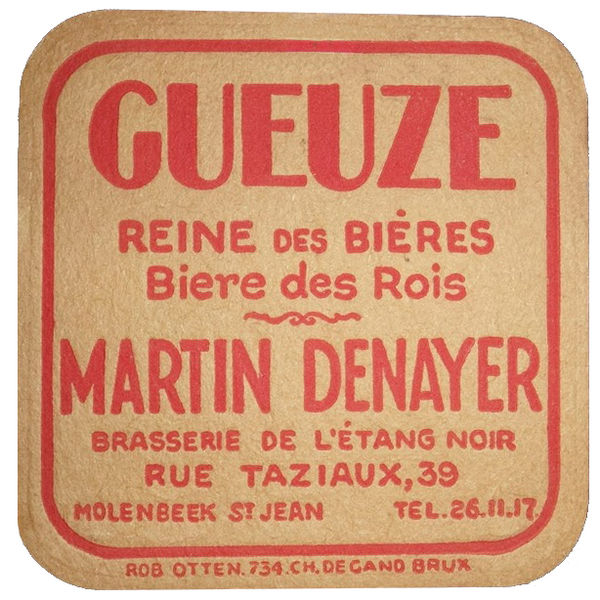 GUEUZE
REINE DES BIÈRES
Biere des Rois
MARTIN DENAYER
BRASSERIE DE L'ÉTANG NOIR
RUE TAZIAUX, 39
MOLENBEEK ST JEAN TEL. 26.11.17
ROB OTTEN. 734. CH. DE GAND BRUX